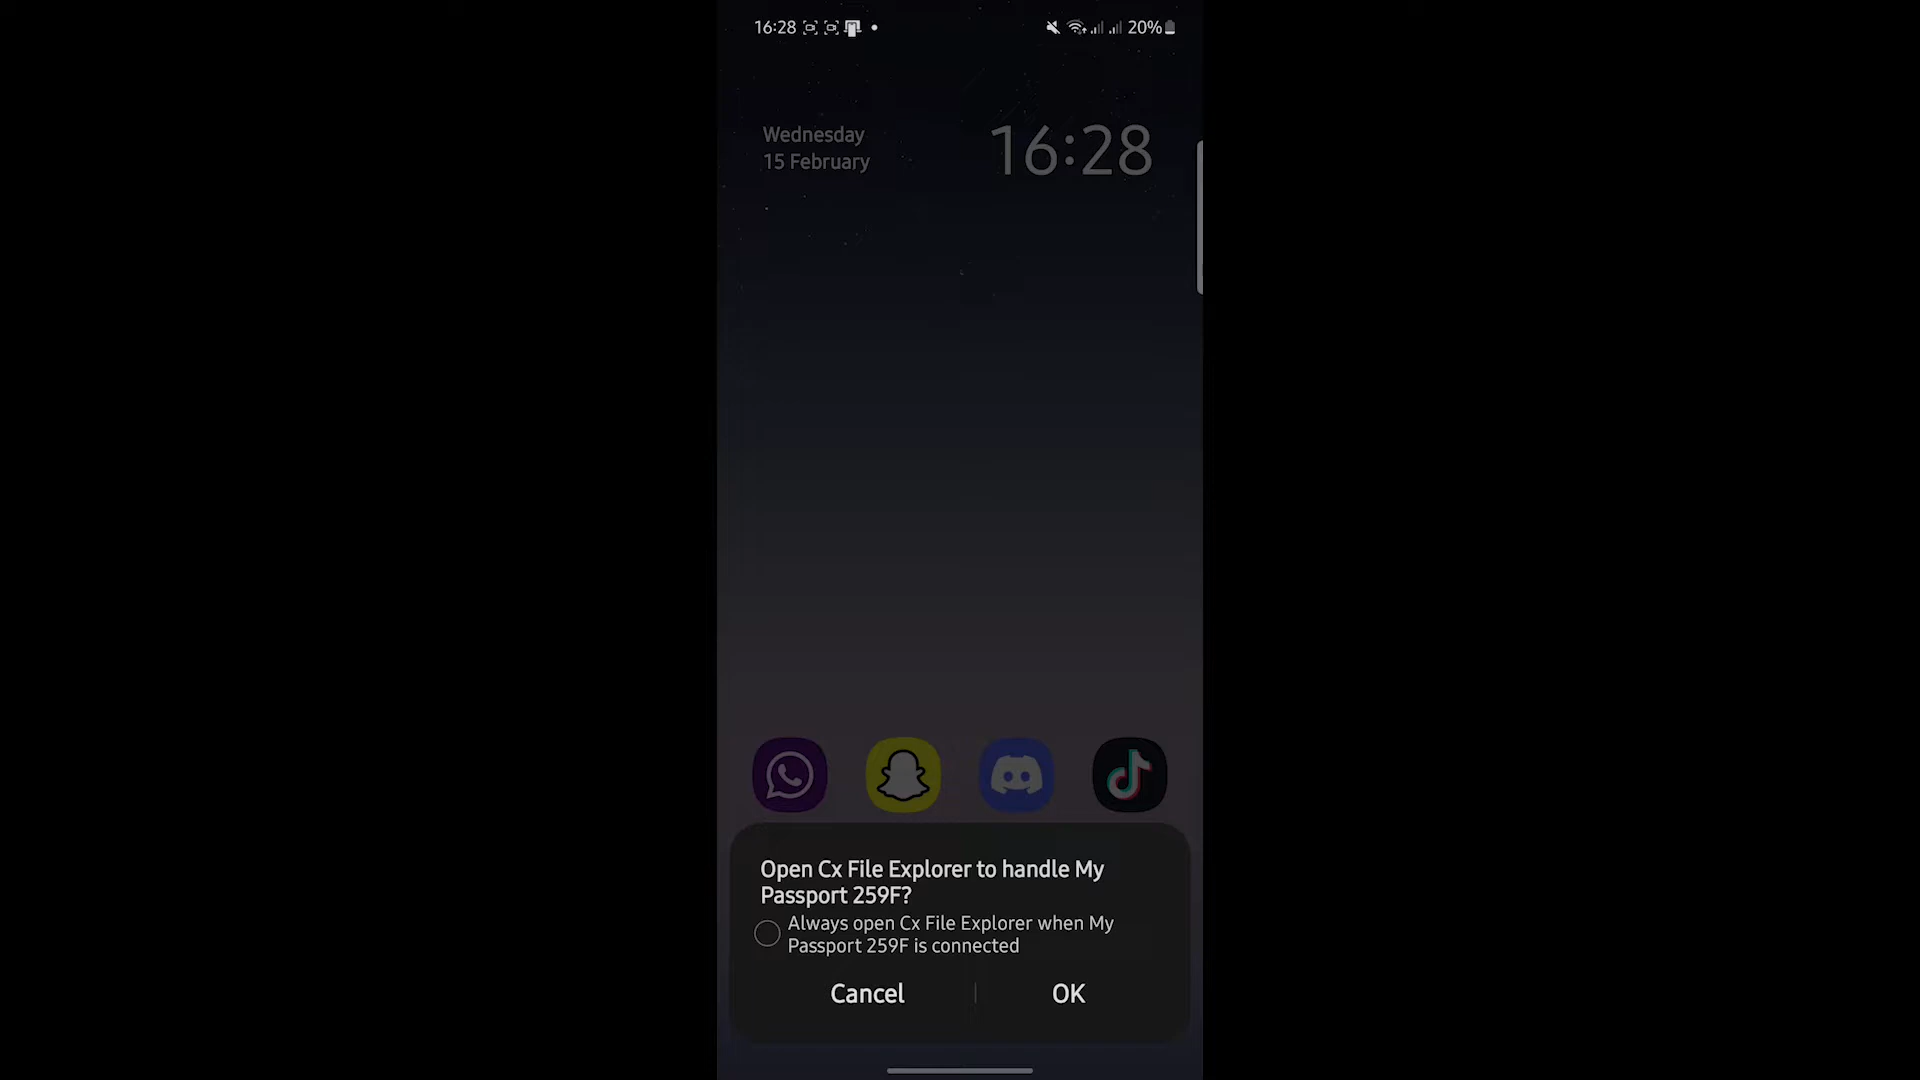 16:28 20%
Wednesday
15 February
16:28
Open Cx File Explorer to handle My
Passport 259F?
Always open Cx File Explorer when My
Passport 259F is connected
Cancel OK